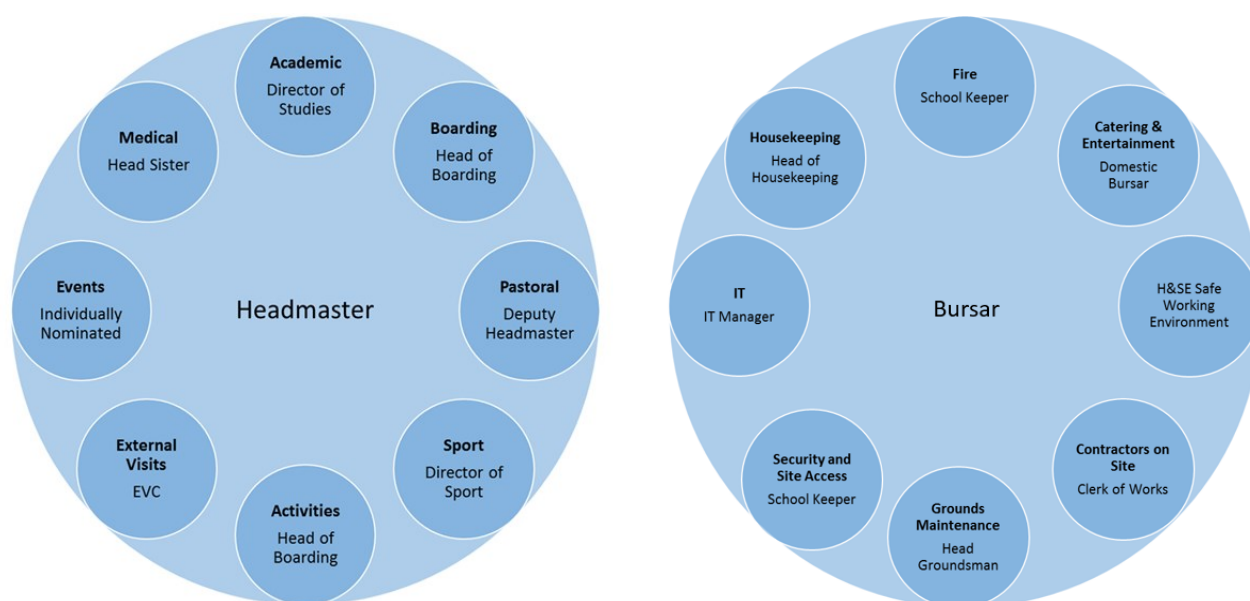 Academic
Director of
Studies
Boarding
Head of
Boarding
Pastoral
Deputy
Headmaster
Sport
Director of
Sport
Activities
Head of
Boarding
External
Visits
EVC
Events
Individually
Nominated
Medical
Head Sister
Headmaster
Fire
School Keeper
Catering &
Entertainment
Domestic
Bursar
H&SE Safe
Working
Environment
Contractors on
Site
Clerk of Works
Grounds
Maintenance
Head
Groundsman
Security and
Site Access
School Keeper
IT
IT Manager
Housekeeping
Head of
Housekeeping
Bursar